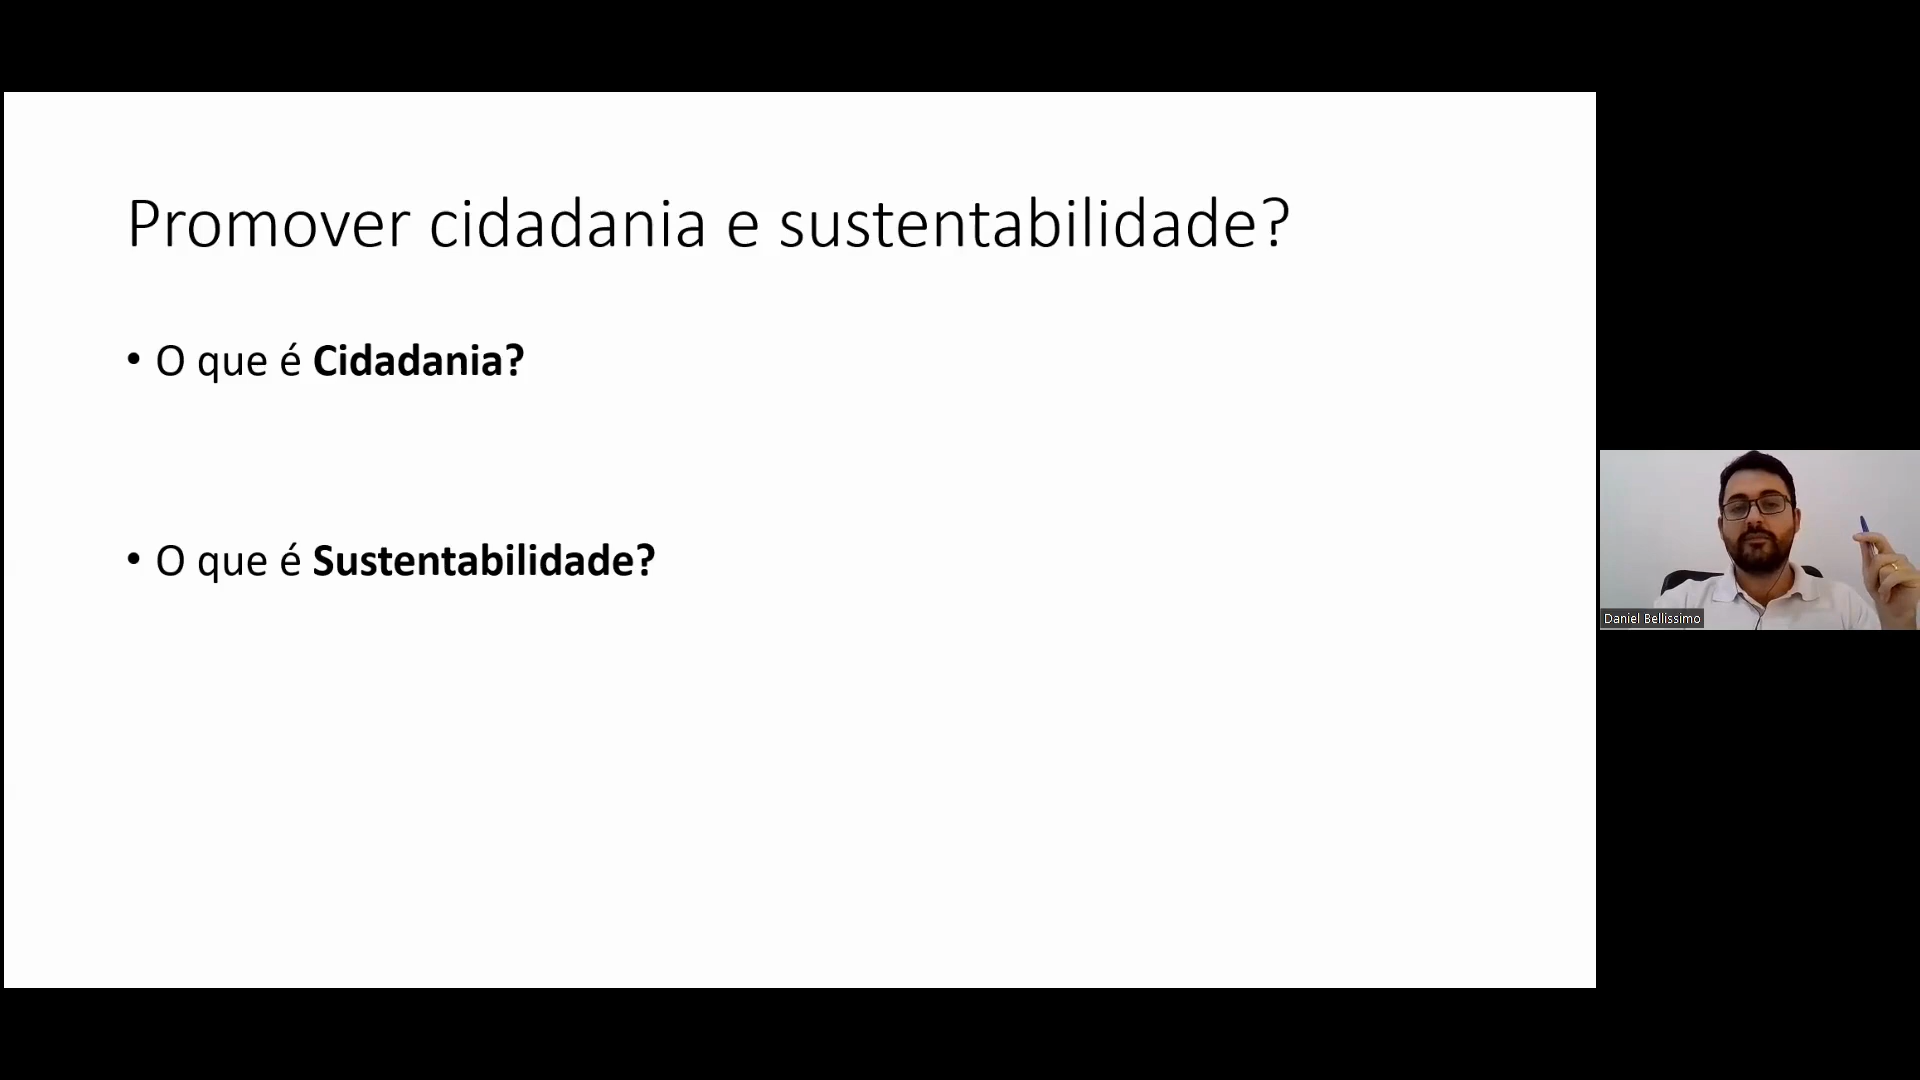 Promover cidadania e sustentabilidade?
• O que é Cidadania?
• O que é Sustentabilidade?
Daniel Bellissimo